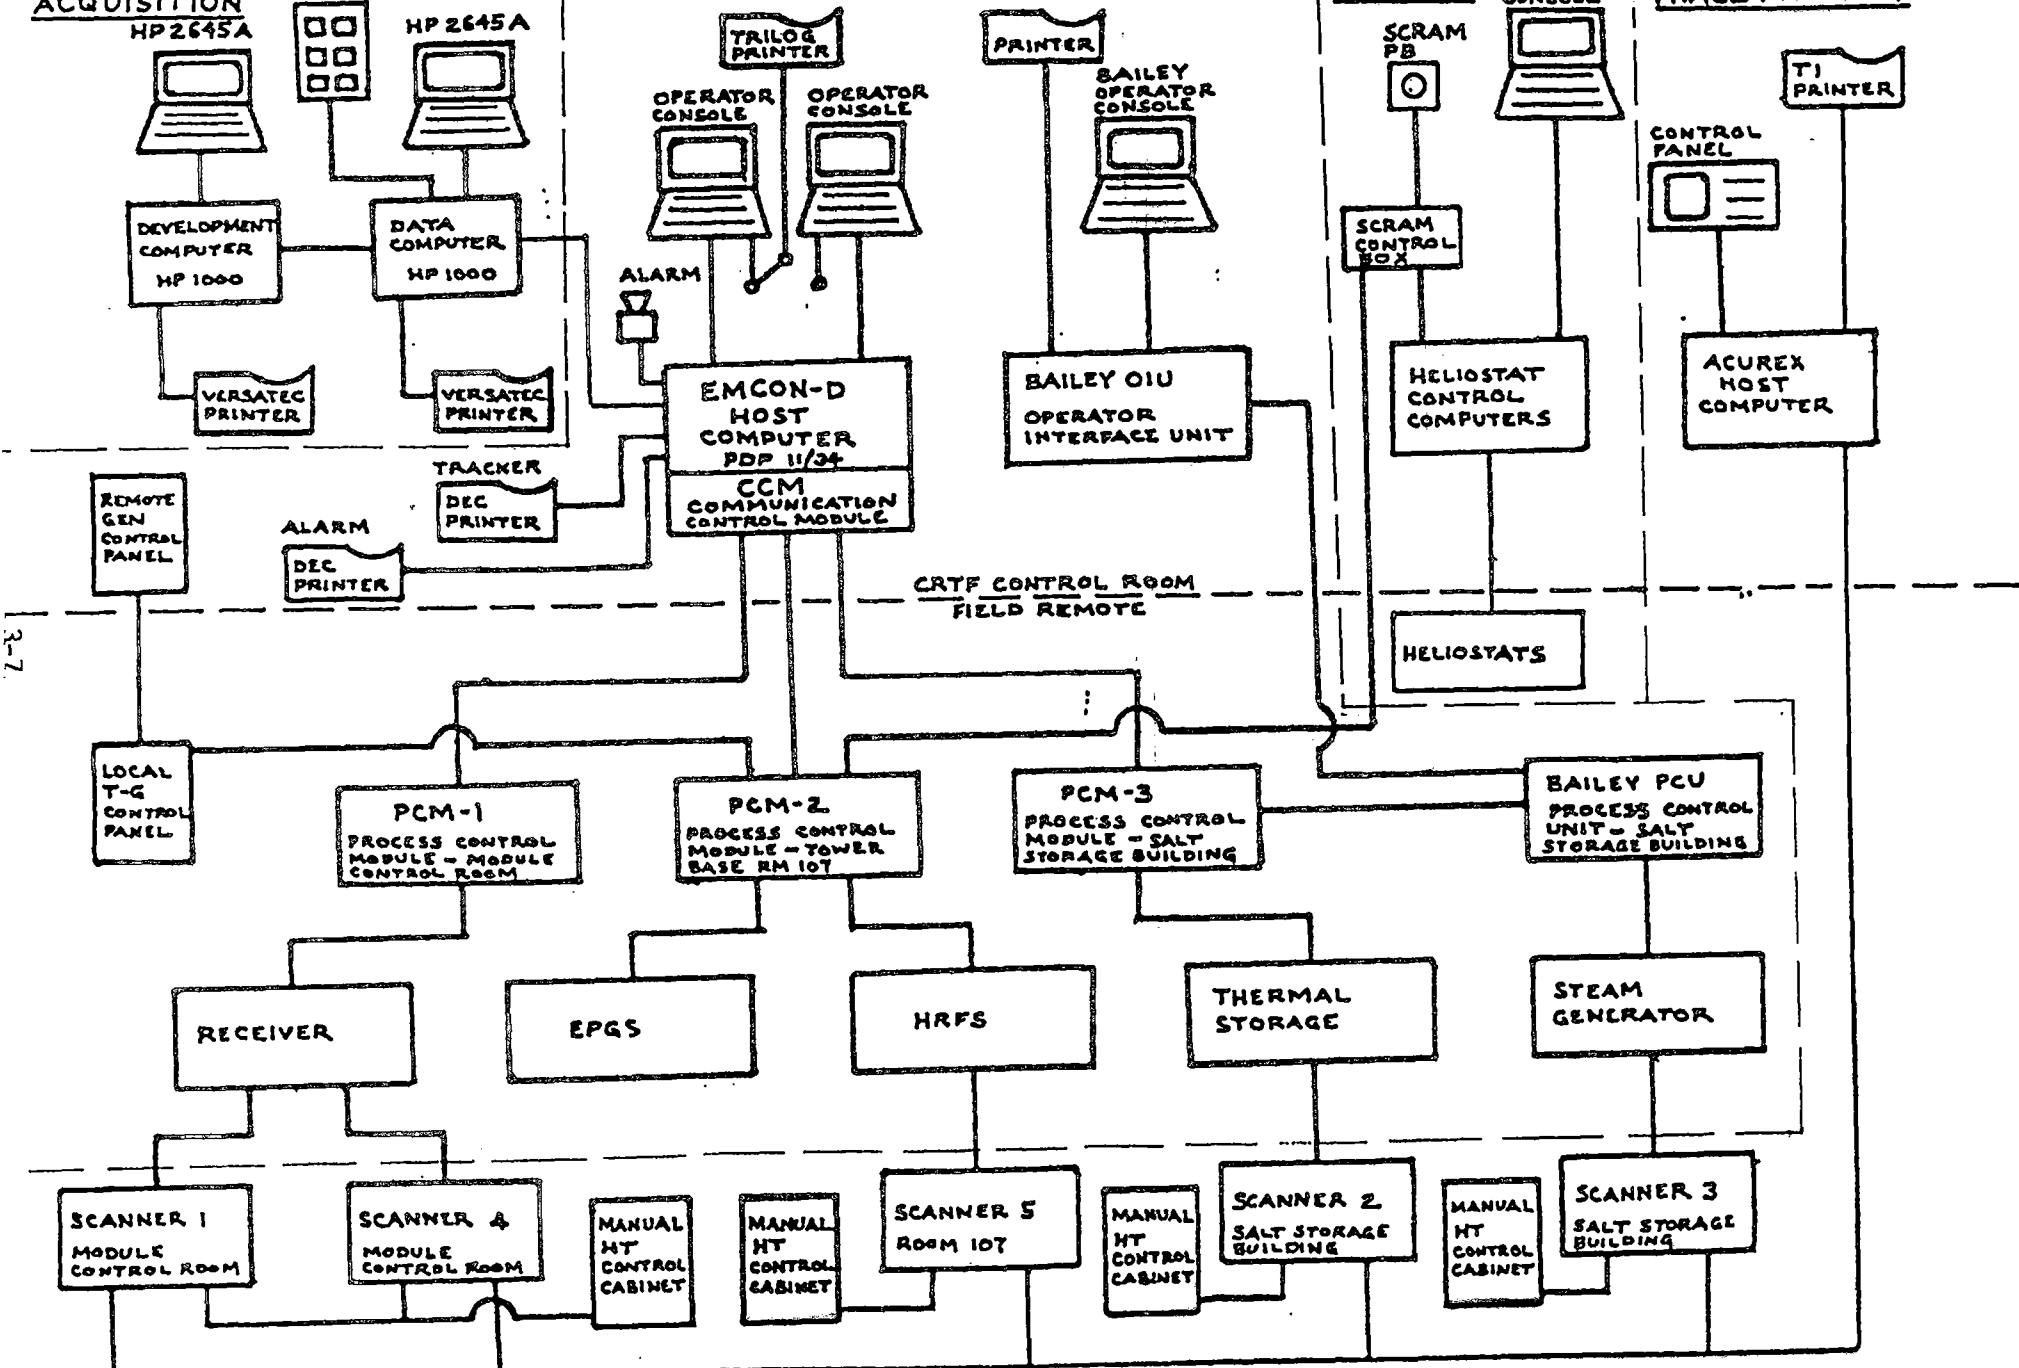 ACQUISITION
HP 2645A
HP 2645A
TRILOG
PRINTER
PRINTER
SCRAM
PB
T1
PRINTER
OPERATOR
CONSOLE
OPERATOR
CONSOLE
BAILEY
OPERATOR
CONSOLE
CONTROL
PANEL
DEVELOPMENT
COMPUTER
HP 1000
DATA
COMPUTER
HP 1000
SCRAM
CONTROL
BOX
ALARM
VERSATEC
PRINTER
VERSATEC
PRINTER
EMCON-D
HOST
COMPUTER
PDP 11/34
CCM
COMMUNICATION
CONTROL MODULE
BAILEY OIU
OPERATOR
INTERFACE UNIT
HELIOSTAT
CONTROL
COMPUTERS
ACUREX
HOST
COMPUTER
REMOTE
GEN
CONTROL
PANEL
TRACKER
DEC
PRINTER
ALARM
DEC
PRINTER
CRTF CONTROL ROOM
FIELD REMOTE
HELIOSTATS
3-7
LOCAL
T-G
CONTROL
PANEL
PCM-1
PROCESS CONTROL
MODULE - MODULE
CONTROL ROOM
PCM-2
PROCESS CONTROL
MODULE - TOWER
BASE RM 107
PCM-3
PROCESS CONTROL
MODULE - SALT
STORAGE BUILDING
BAILEY PCU
PROCESS CONTROL
UNIT - SALT
STORAGE BUILDING
RECEIVER
EPGS
HRFS
THERMAL
STORAGE
STEAM
GENERATOR
SCANNER 1
MODULE
CONTROL ROOM
SCANNER 4
MODULE
CONTROL ROOM
MANUAL
HT
CONTROL
CABINET
MANUAL
HT
CONTROL
CABINET
SCANNER 5
ROOM 107
MANUAL
HT
CONTROL
CABINET
SCANNER 2
SALT STORAGE
BUILDING
MANUAL
HT
CONTROL
CABINET
SCANNER 3
SALT STORAGE
BUILDING